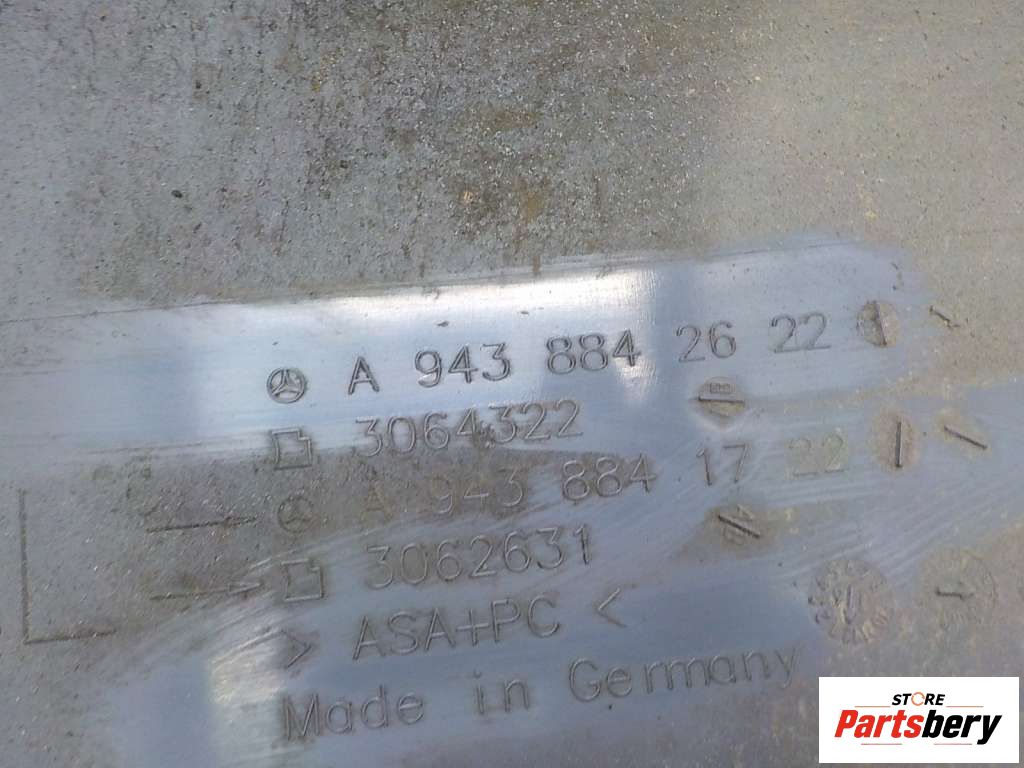 A 943 884 26 22
3064322
A 943 884 17 22
3062631
> ASA+PC <
Made in Germany
STORE
Partsbery